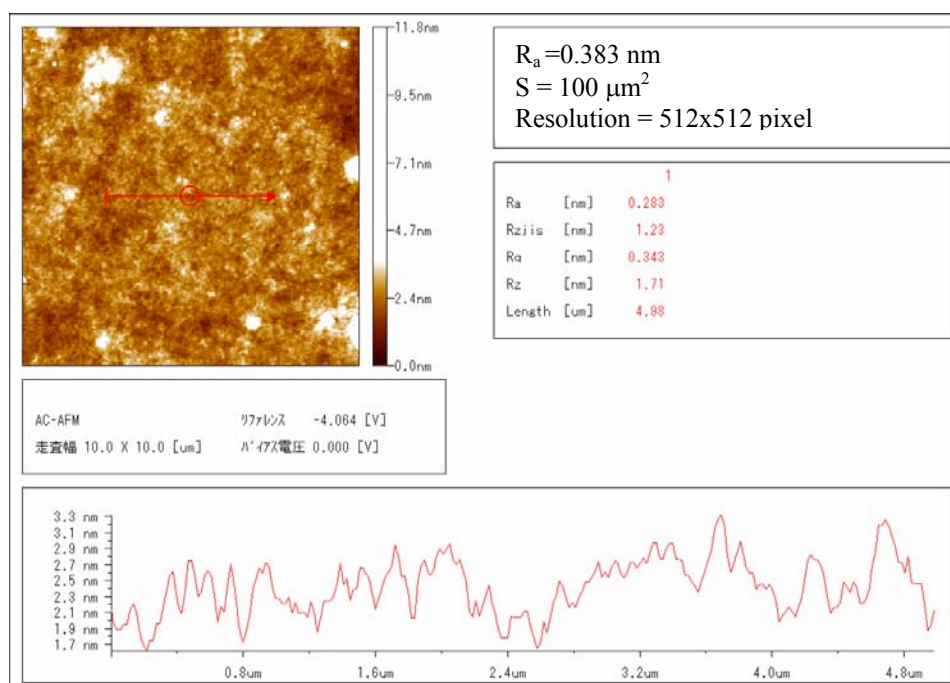 11.8nm
9.5nm
7.1nm
4.7nm
2.4nm
0.0nm
Ra =0.383 nm
S = 100 μm2
Resolution = 512x512 pixel
1
Ra [nm] 0.283
Rzjis [nm] 1.23
Rq [nm] 0.343
Rz [nm] 1.71
Length [um] 4.98
AC-AFM リファレンス -4.064 [V]
走査幅 10.0 X 10.0 [um] バイアス電圧 0.000 [V]
3.3 nm
3.1 nm
2.9 nm
2.7 nm
2.5 nm
2.3 nm
2.1 nm
1.9 nm
1.7 nm
0.8um 1.6um 2.4um 3.2um 4.0um 4.8um